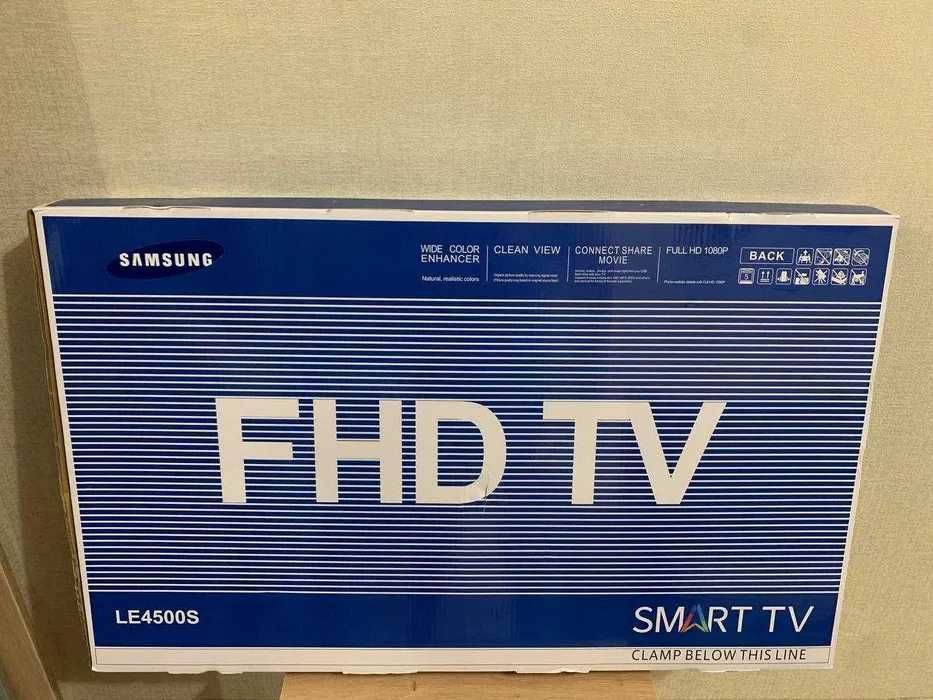 SAMSUNG
WIDE COLOR
ENHANCER
Natural, realistic colors
CLEAN VIEW
CONNECT SHARE
MOVIE
FULL HD 1080P
BACK
FHD TV
LE4500S
SMART TV
CLAMP BELOW THIS LINE